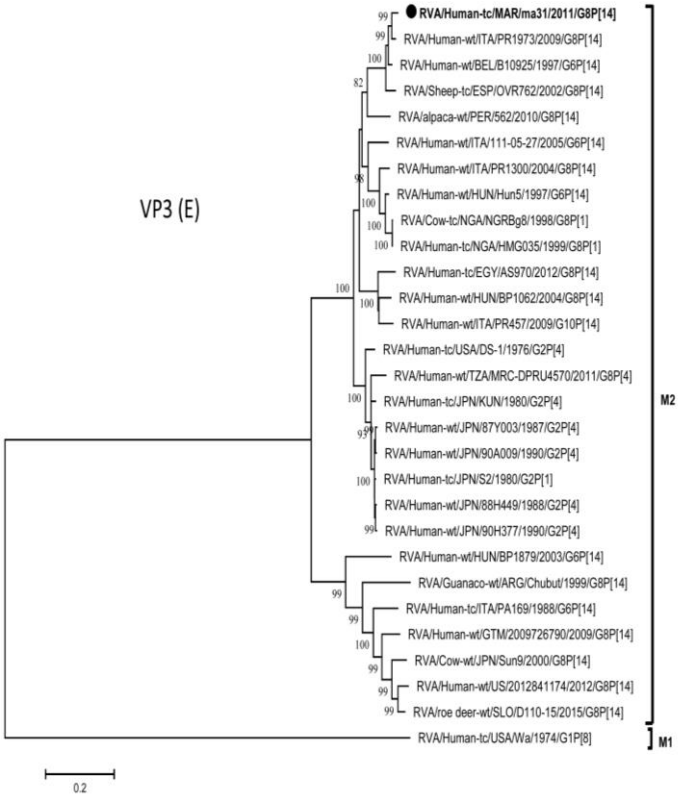 99
RVA/Human-tc/MAR/ma31/2011/G8P[14]
99
RVA/Human-wt/ITA/PR1973/2009/G8P[14]
100
RVA/Human-wt/BEL/B10925/1997/G6P[14]
82
RVA/Sheep-tc/ESP/OVR762/2002/G8P[14]
RVA/alpaca-wt/PER/562/2010/G8P[14]
RVA/Human-wt/ITA/111-05-27/2005/G6P[14]
98
RVA/Human-wt/ITA/PR1300/2004/G8P[14]
100
RVA/Human-wt/HUN/Hun5/1997/G6P[14]
VP3 (E)
100
RVA/Cow-tc/NGA/NGRBg8/1998/G8P[1]
100
RVA/Human-tc/NGA/HMG035/1999/G8P[1]
RVA/Human-tc/EGY/AS970/2012/G8P[14]
100
100
RVA/Human-wt/HUN/BP1062/2004/G8P[14]
RVA/Human-wt/ITA/PR457/2009/G10P[14]
RVA/Human-tc/USA/DS-1/1976/G2P[4]
RVA/Human-wt/TZA/MRC-DPRU4570/2011/G8P[4]
100
RVA/Human-tc/JPN/KUN/1980/G2P[4]
M2
99
93
RVA/Human-wt/JPN/87Y003/1987/G2P[4]
RVA/Human-wt/JPN/90A009/1990/G2P[4]
100
RVA/Human-tc/JPN/S2/1980/G2P[1]
RVA/Human-wt/JPN/88H449/1988/G2P[4]
99
RVA/Human-wt/JPN/90H377/1990/G2P[4]
RVA/Human-wt/HUN/BP1879/2003/G6P[14]
99
RVA/Guanaco-wt/ARG/Chubut/1999/G8P[14]
99
RVA/Human-tc/ITA/PA169/1988/G6P[14]
100
RVA/Human-wt/GTM/2009726790/2009/G8P[14]
99
RVA/Cow-wt/JPN/Sun9/2000/G8P[14]
99
RVA/Human-wt/US/2012841174/2012/G8P[14]
99
RVA/roe deer-wt/SLO/D110-15/2015/G8P[14]
RVA/Human-tc/USA/Wa/1974/G1P[8]
M1
0.2